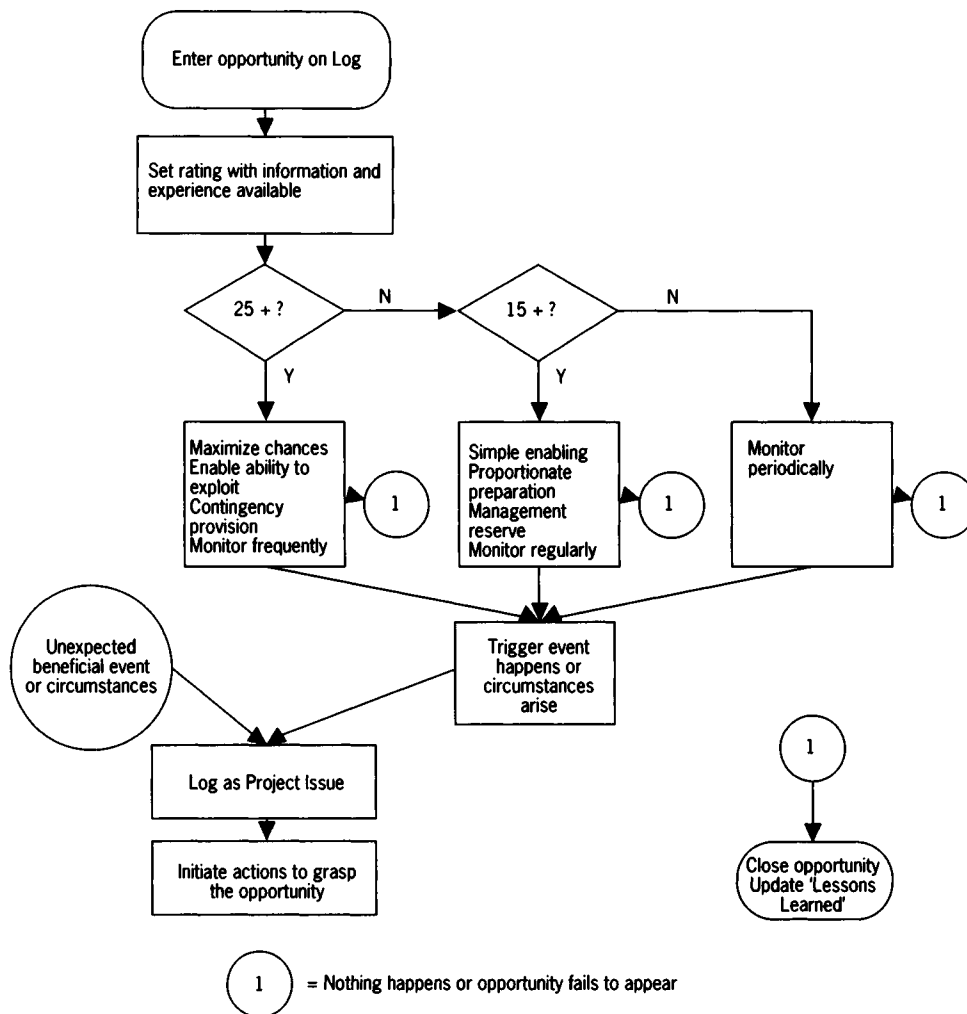 Enter opportunity on Log
Set rating with information and
experience available
25 + ?
N
15 + ?
N
Y
Y
Maximize chances
Enable ability to
exploit
Contingency
provision
Monitor frequently
1
Simple enabling
Proportionate
preparation
Management
reserve
Monitor regularly
1
Monitor
periodically
1
Unexpected
beneficial event
or circumstances
Trigger event
happens or
circumstances
arise
Log as Project Issue
1
Initiate actions to grasp
the opportunity
Close opportunity
Update 'Lessons
Learned'
1 = Nothing happens or opportunity fails to appear